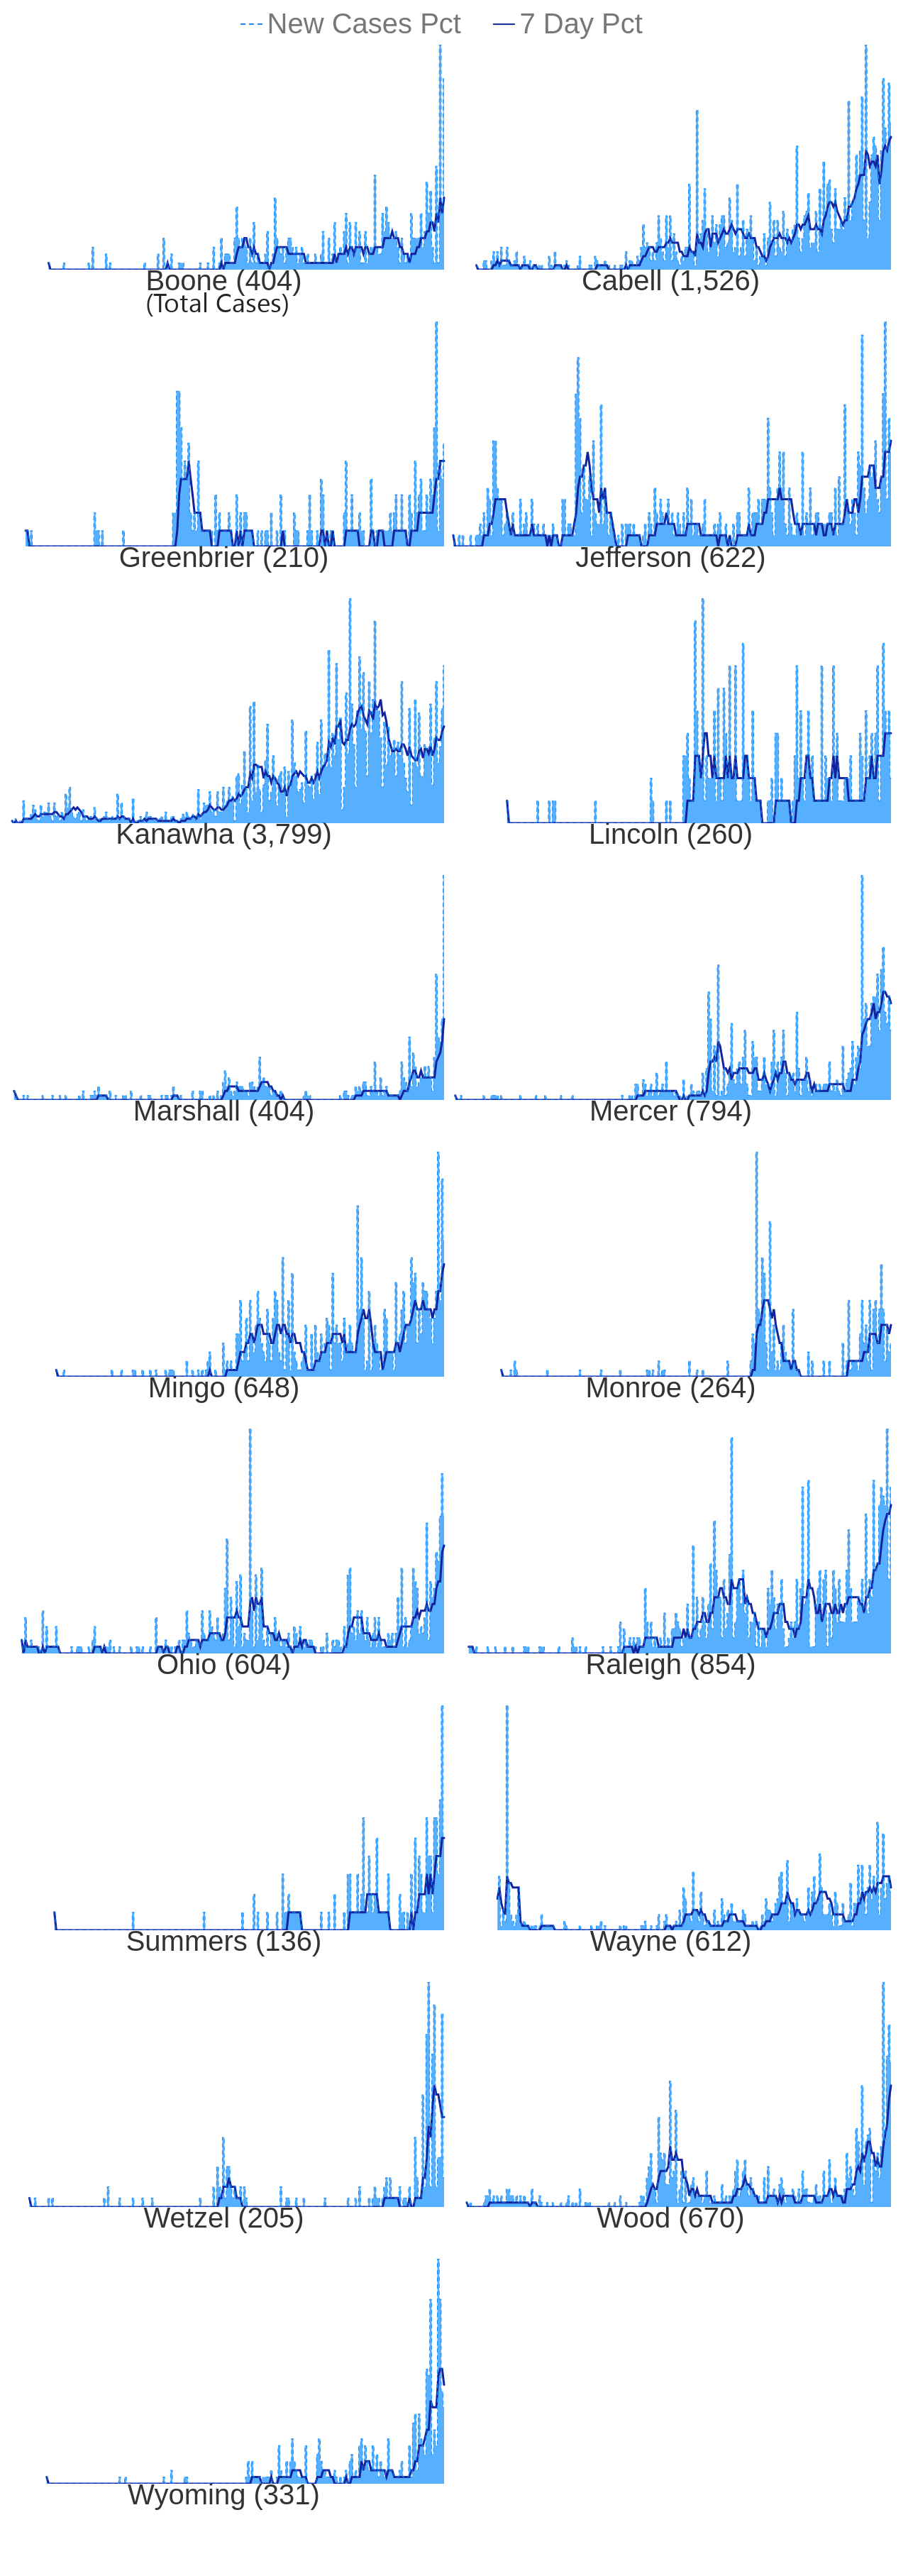 New Cases Pct 7 Day Pct
Boone (404) Cabell (1,526)
(Total Cases)
Greenbrier (210) Jefferson (622)
Kanawha (3,799) Lincoln (260)
Marshall (404) Mercer (794)
Mingo (648) Monroe (264)
Ohio (604) Raleigh (854)
Summers (136) Wayne (612)
Wetzel (205) Wood (670)
Wyoming (331)